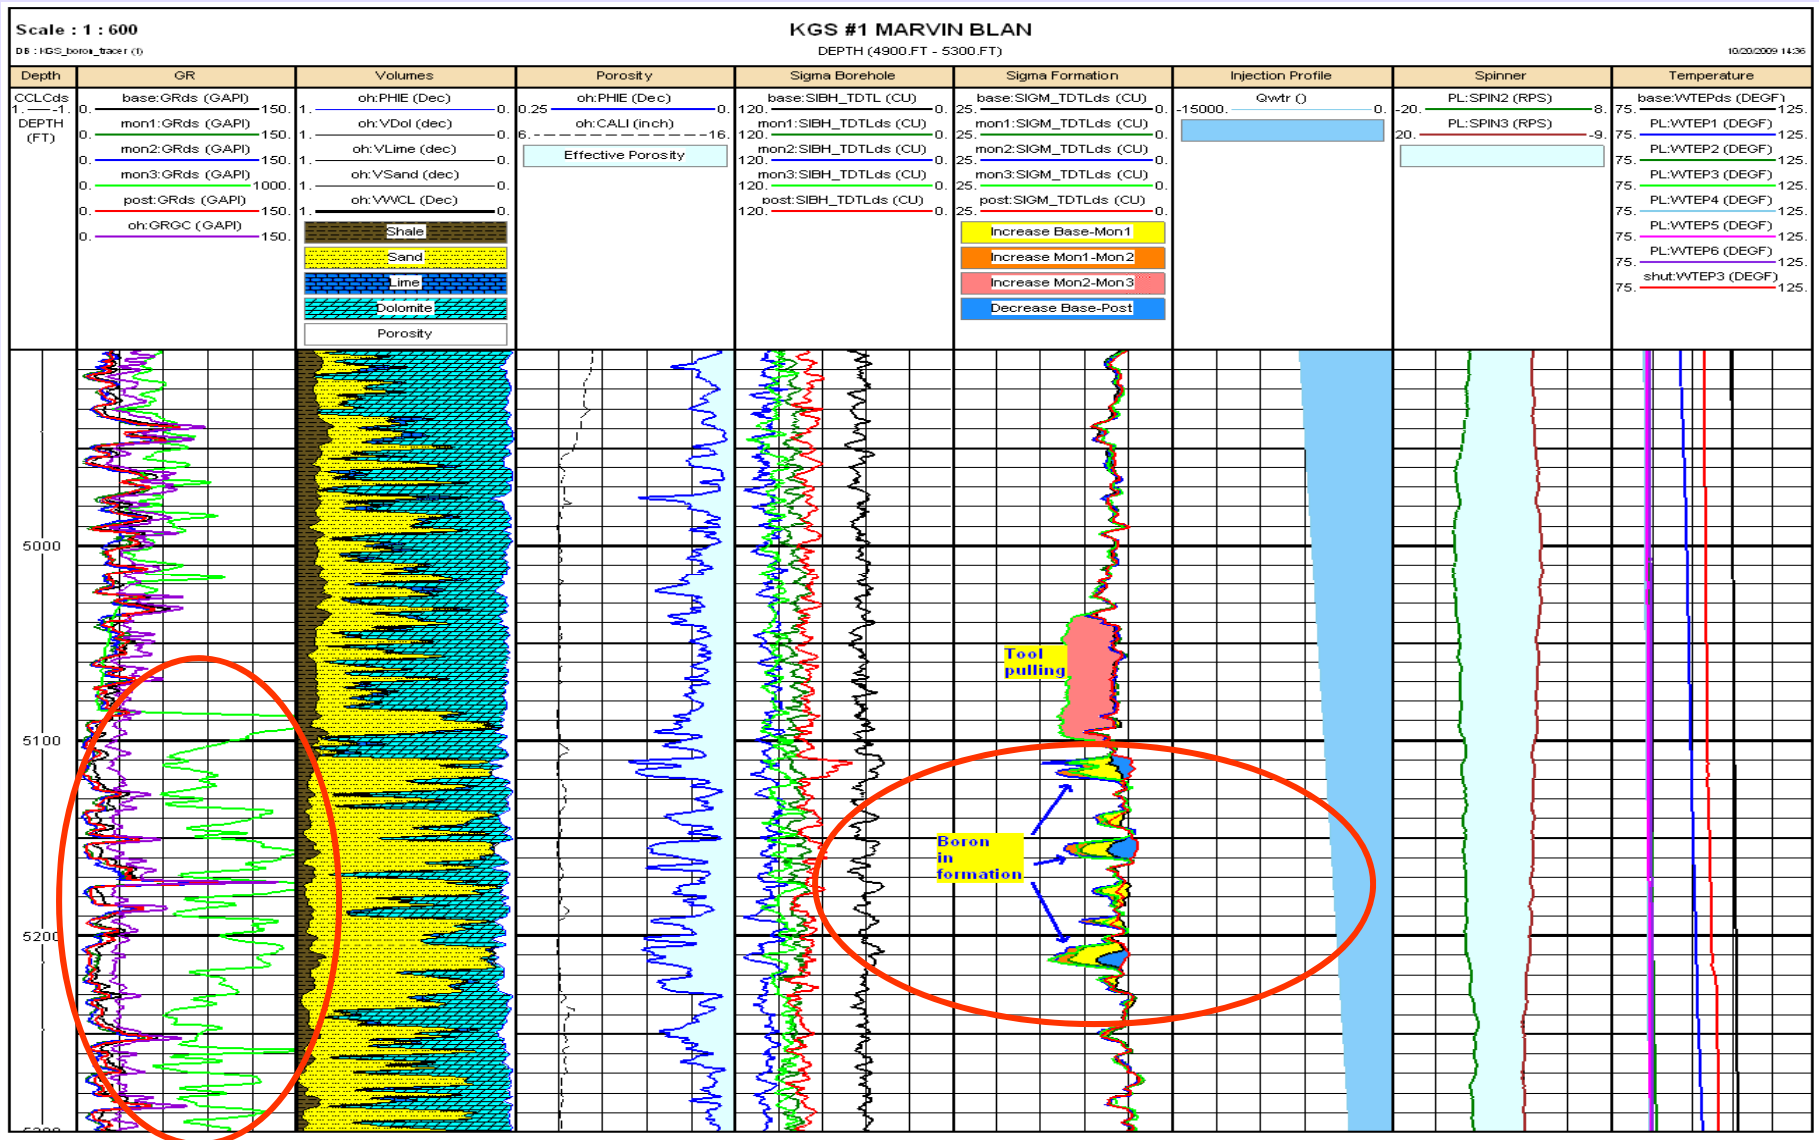 Scale : 1 : 600
KGS #1 MARVIN BLAN
DB : KGS_boron_tracer (1)
DEPTH (4900.FT - 5300.FT)
10/20/2009 14:36
Depth
GR
Volumes
Porosity
Sigma Borehole
Sigma Formation
Injection Profile
Spinner
Temperature
CCLCds
1. -1.
DEPTH
(FT)
base:GRds (GAPI)
0. 150.
mon1:GRds (GAPI)
0. 150.
mon2:GRds (GAPI)
0. 150.
mon3:GRds (GAPI)
0. 1000.
post:GRds (GAPI)
0. 150.
oh:GRGC (GAPI)
0. 150.
oh:PHIE (Dec)
1. 0.
oh:VDol (dec)
1. 0.
oh:VLime (dec)
1. 0.
oh:VSand (dec)
1. 0.
oh:VWCL (Dec)
1. 0.
Shale
Sand
Lime
Dolomite
Porosity
oh:PHIE (Dec)
0.25 0.
oh:CALI (inch)
6. 16.
Effective Porosity
base:SIBH_TDTL (CU)
120. 0.
mon1:SIBH_TDTLds (CU)
120. 0.
mon2:SIBH_TDTLds (CU)
120. 0.
mon3:SIBH_TDTLds (CU)
120. 0.
post:SIBH_TDTLds (CU)
120. 0.
base:SIGM_TDTLds (CU)
25. 0.
mon1:SIGM_TDTLds (CU)
25. 0.
mon2:SIGM_TDTLds (CU)
25. 0.
mon3:SIGM_TDTLds (CU)
25. 0.
post:SIGM_TDTLds (CU)
25. 0.
Increase Base-Mon1
Increase Mon1-Mon2
Increase Mon2-Mon3
Decrease Base-Post
Qwtr ()
-15000. 0.
PL:SPIN2 (RPS)
-20. 8.
PL:SPIN3 (RPS)
20. -9.
base:WTEPds (DEGF)
75. 125.
PL:WTEP1 (DEGF)
75. 125.
PL:WTEP2 (DEGF)
75. 125.
PL:WTEP3 (DEGF)
75. 125.
PL:WTEP4 (DEGF)
75. 125.
PL:WTEP5 (DEGF)
75. 125.
PL:WTEP6 (DEGF)
75. 125.
shut:WTEP3 (DEGF)
75. 125.
5000
Tool
pulling
5100
Boron
in
formation
5200
5300